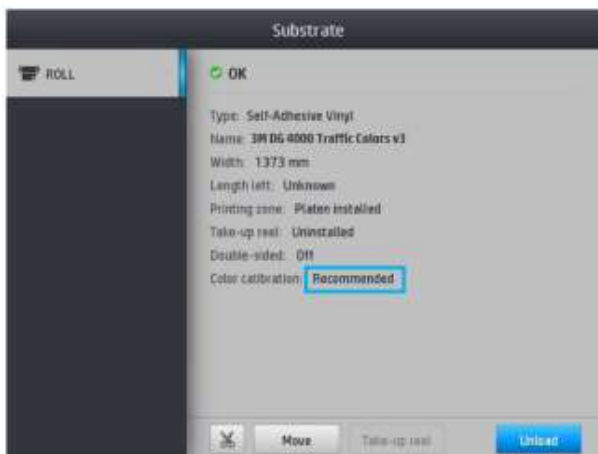 Substrate
ROLL
OK
Type: Self-Adhesive Vinyl
Name: 3M DG 4000 Traffic Colors v3
Width: 1373 mm
Length left: Unknown
Printing zone: Platen installed
Take-up reel: Uninstalled
Double-sided: Off
Color calibration: Recommended
Move
Take-up reel
Unload